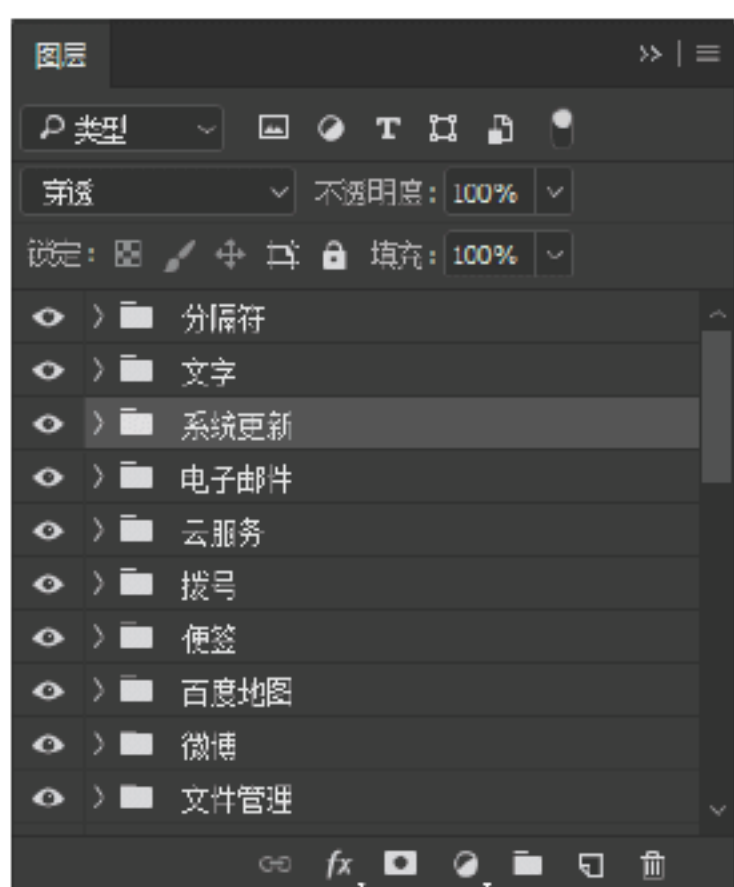 图层
类型
穿透 不透明度: 100%
锁定: 填充: 100%
分隔符
文字
系统更新
电子邮件
云服务
拨号
便签
百度地图
微博
文件管理
fx